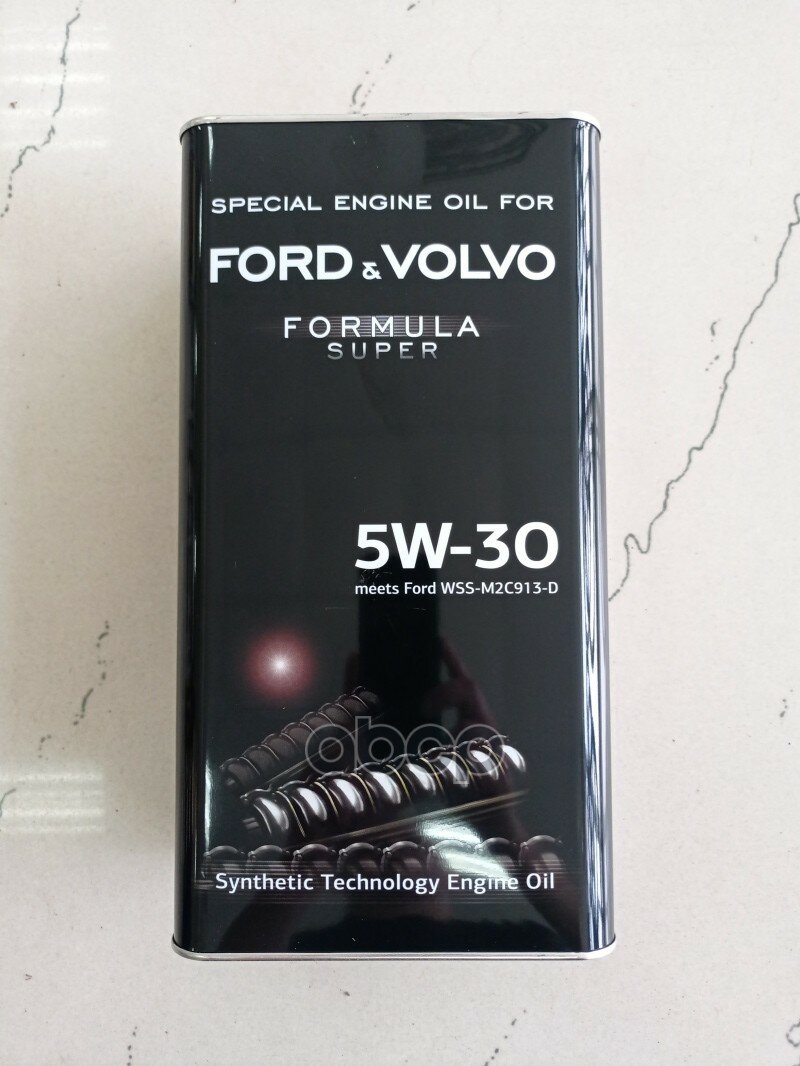 SPECIAL ENGINE OIL FOR
FORD & VOLVO
FORMULA
SUPER
5W-30
meets Ford WSS-M2C913-D
Synthetic Technology Engine Oil